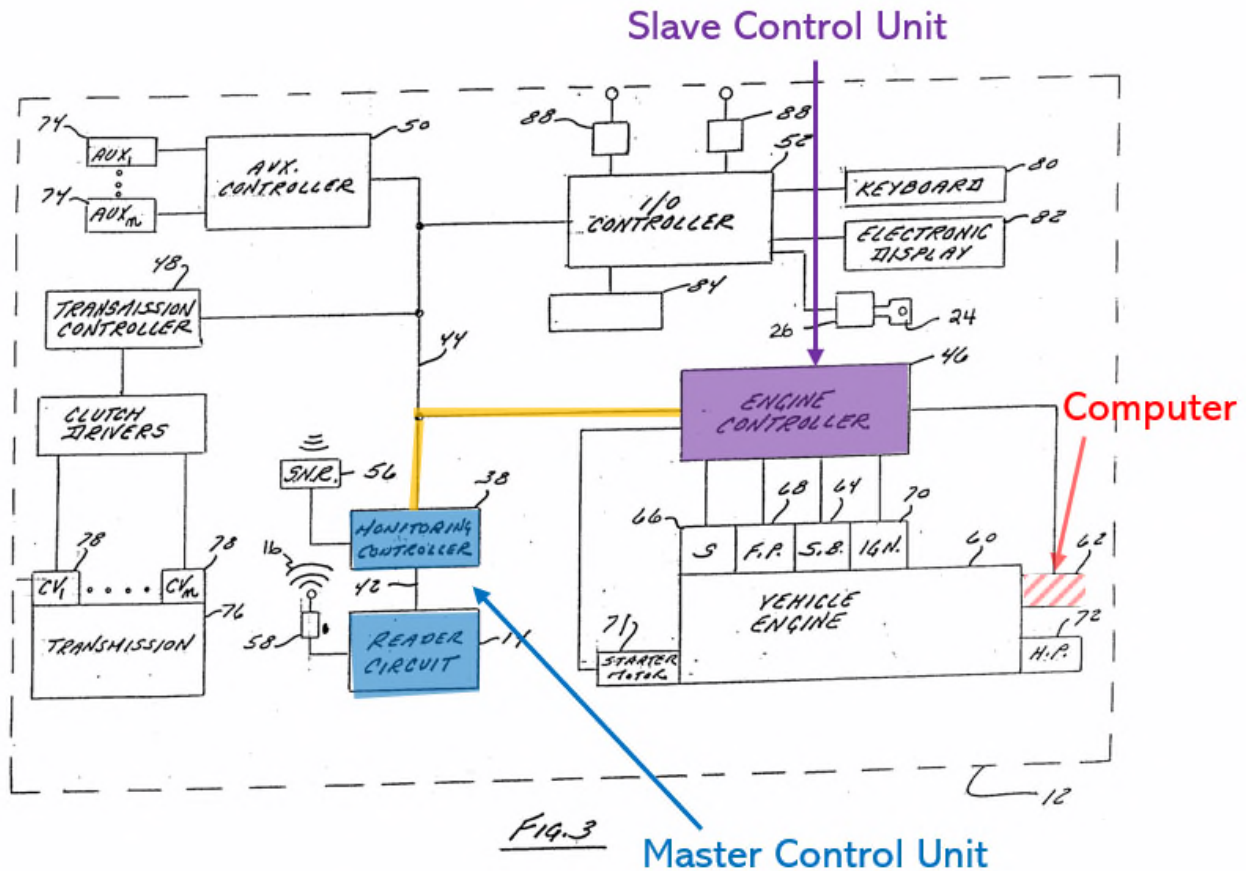 Slave Control Unit
74
AUX1
74
AUXn
50
AUX.
CONTROLLER
88
88
52
I/O
CONTROLLER
80
KEYBOARD
82
ELECTRONIC
DISPLAY
84
26
24
48
TRANSMISSION
CONTROLLER
44
46
ENGINE
CONTROLLER
Computer
CLUTCH
DRIVERS
S.N.R.
56
38
MONITORING
CONTROLLER
42
16
58
READER
CIRCUIT
14
78
78
CV1
CVn
76
TRANSMISSION
66
68
64
70
S
F.P.
S.B.
IGN.
60
62
VEHICLE
ENGINE
71
STARTER
MOTOR
72
H.P.
12
FIG.3
Master Control Unit